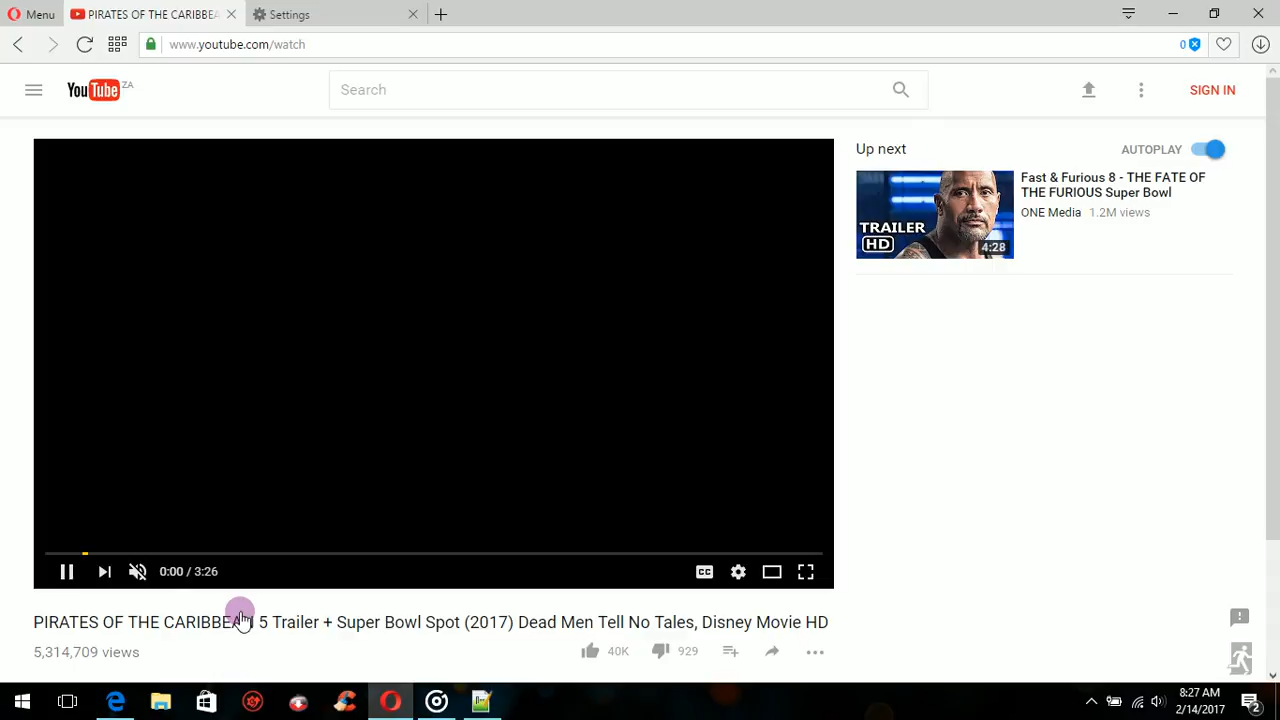 Menu
PIRATES OF THE CARIBBEA
Settings
www.youtube.com/watch
0
YouTube ZA
Search
SIGN IN
Up next
AUTOPLAY
Fast & Furious 8 - THE FATE OF
THE FURIOUS Super Bowl
ONE Media 1.2M views
TRAILER
HD
4:28
0:00 / 3:26
CC
PIRATES OF THE CARIBBEAN 5 Trailer + Super Bowl Spot (2017) Dead Men Tell No Tales, Disney Movie HD
5,314,709 views
40K
929
8:27 AM
2/14/2017
2